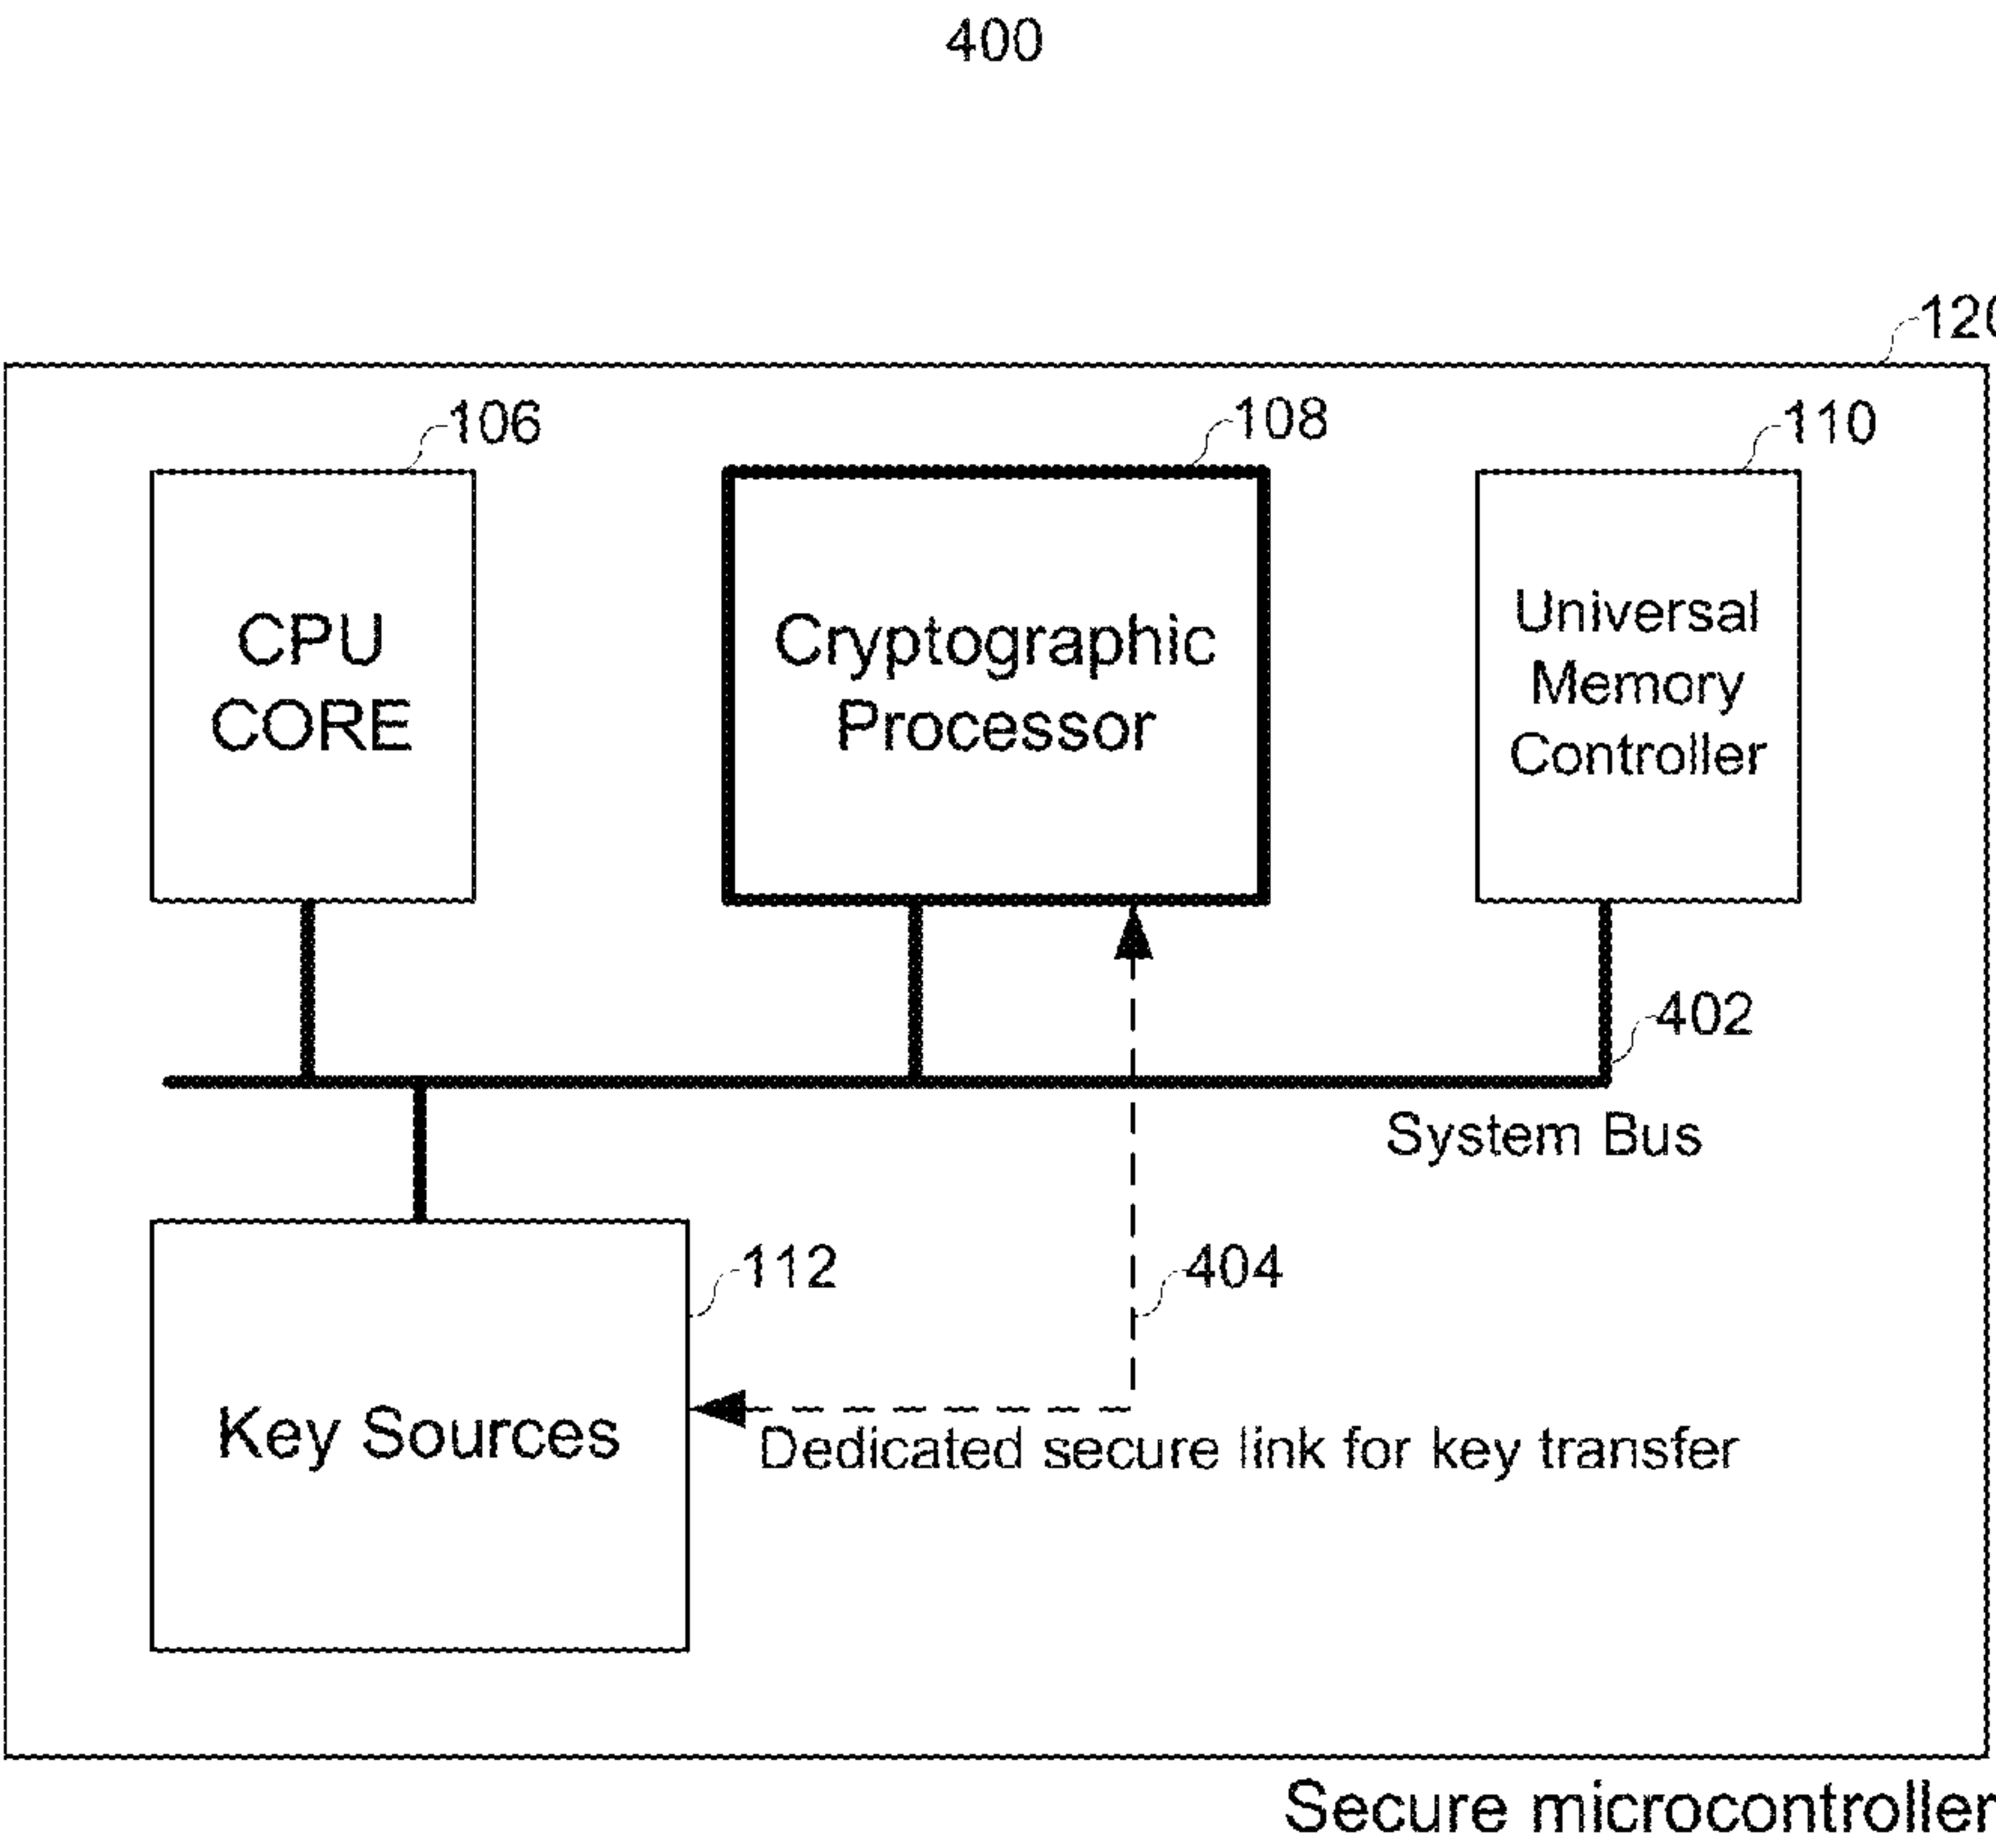 400
120
106
108
110
CPU
CORE
Cryptographic
Processor
Universal
Memory
Controller
402
System Bus
112
404
Key Sources
Dedicated secure link for key transfer
Secure microcontroller